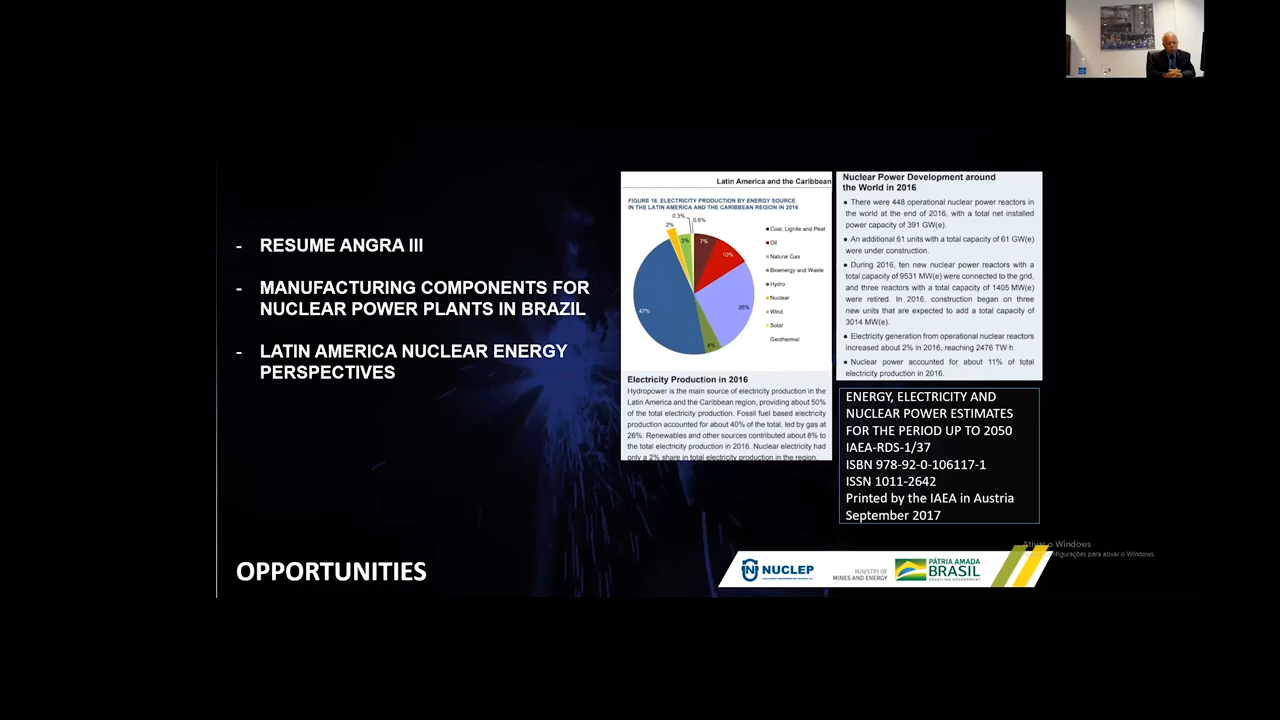 - RESUME ANGRA III
- MANUFACTURING COMPONENTS FOR
NUCLEAR POWER PLANTS IN BRAZIL
- LATIN AMERICA NUCLEAR ENERGY
PERSPECTIVES
Latin America and the Caribbean
FIGURE 16. ELECTRICITY PRODUCTION BY ENERGY SOURCE
IN THE LATIN AMERICA AND THE CARIBBEAN REGION IN 2016
0.3%
0.6%
2%
3%
7%
10%
26%
4%
47%
Coal, Lignite and Peat
Oil
Natural Gas
Bioenergy and Waste
Hydro
Nuclear
Wind
Solar
Geothermal
Electricity Production in 2016
Hydropower is the main source of electricity production in the
Latin America and the Caribbean region, providing about 50%
of the total electricity production. Fossil fuel based electricity
production accounted for about 40% of the total, led by gas at
26%. Renewables and other sources contributed about 8% to
the total electricity production in 2016. Nuclear electricity had
only a 2% share in total electricity production in the region.
Nuclear Power Development around
the World in 2016
• There were 448 operational nuclear power reactors in
the world at the end of 2016, with a total net installed
power capacity of 391 GW(e).
• An additional 61 units with a total capacity of 61 GW(e)
were under construction.
• During 2016, ten new nuclear power reactors with a
total capacity of 9531 MW(e) were connected to the grid,
and three reactors with a total capacity of 1405 MW(e)
were retired. In 2016, construction began on three
new units that are expected to add a total capacity of
3014 MW(e).
• Electricity generation from operational nuclear reactors
increased about 2% in 2016, reaching 2476 TW·h.
• Nuclear power accounted for about 11% of total
electricity production in 2016.
ENERGY, ELECTRICITY AND
NUCLEAR POWER ESTIMATES
FOR THE PERIOD UP TO 2050
IAEA-RDS-1/37
ISBN 978-92-0-106117-1
ISSN 1011-2642
Printed by the IAEA in Austria
September 2017
Ativar o Windows
configurações para ativar o Windows.
OPPORTUNITIES
NUCLEP
MINISTRY OF
MINES AND ENERGY
PÁTRIA AMADA
BRASIL
BRAZILIAN GOVERNMENT